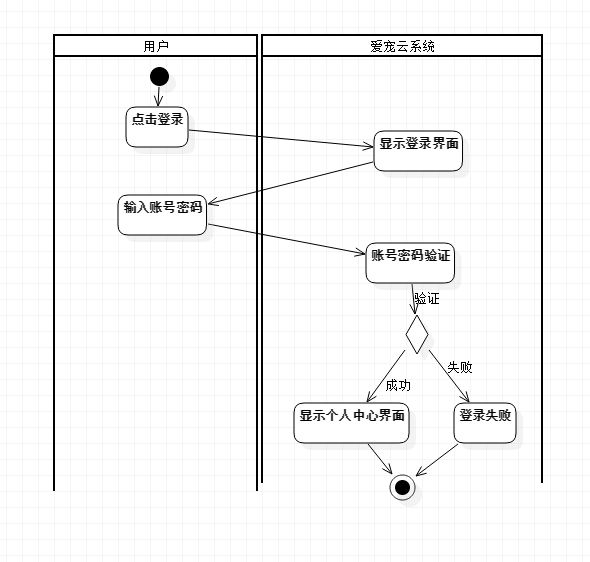 用户
爱宠云系统
点击登录
显示登录界面
输入账号密码
账号密码验证
验证
失败
成功
显示个人中心界面
登录失败